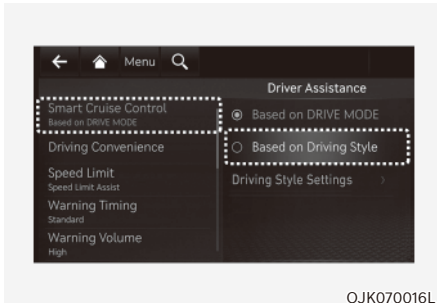 Menu
Driver Assistance
Smart Cruise Control
Based on DRIVE MODE
Driving Convenience
Speed Limit
Speed Limit Assist
Warning Timing
Standard
Warning Volume
High
Based on DRIVE MODE
Based on Driving Style
Driving Style Settings
OJK070016L